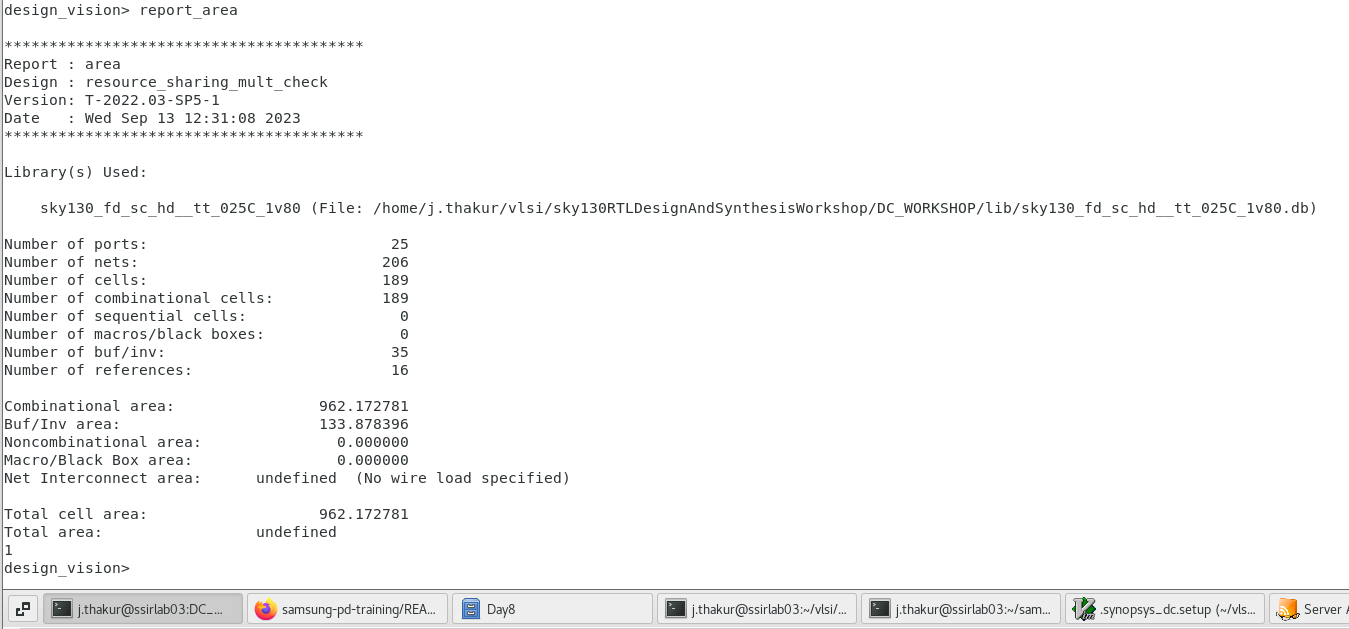 design_vision> report_area
****************************************
Report : area
Design : resource_sharing_mult_check
Version: T-2022.03-SP5-1
Date   : Wed Sep 13 12:31:08 2023
****************************************
Library(s) Used:
    sky130_fd_sc_hd__tt_025C_1v80 (File: /home/j.thakur/vlsi/sky130RTLDesignAndSynthesisWorkshop/DC_WORKSHOP/lib/sky130_fd_sc_hd__tt_025C_1v80.db)
Number of ports:                           25
Number of nets:                           206
Number of cells:                          189
Number of combinational cells:            189
Number of sequential cells:                 0
Number of macros/black boxes:               0
Number of buf/inv:                         35
Number of references:                      16
Combinational area:                962.172781
Buf/Inv area:                      133.878396
Noncombinational area:               0.000000
Macro/Black Box area:                0.000000
Net Interconnect area:      undefined  (No wire load specified)
Total cell area:                   962.172781
Total area:                 undefined
1
design_vision>
j.thakur@ssirlab03:DC_... samsung-pd-training/REA... Day8 j.thakur@ssirlab03:~/vlsi/... j.thakur@ssirlab03:~/sam... .synopsys_dc.setup (~/vls... Server